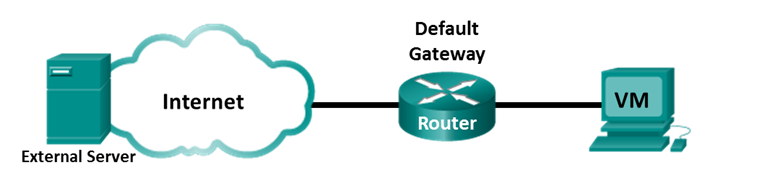 Default
Gateway
Internet
VM
Router
External Server